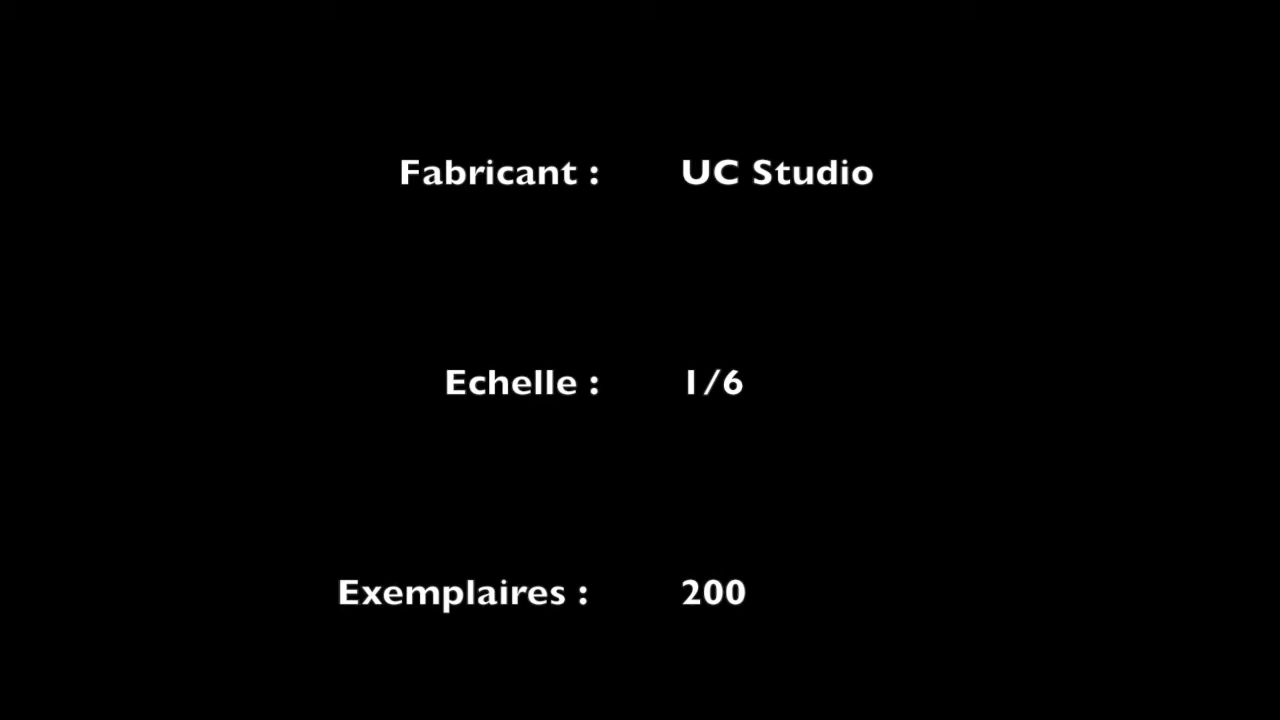 Fabricant : UC Studio
Echelle : 1/6
Exemplaires : 200